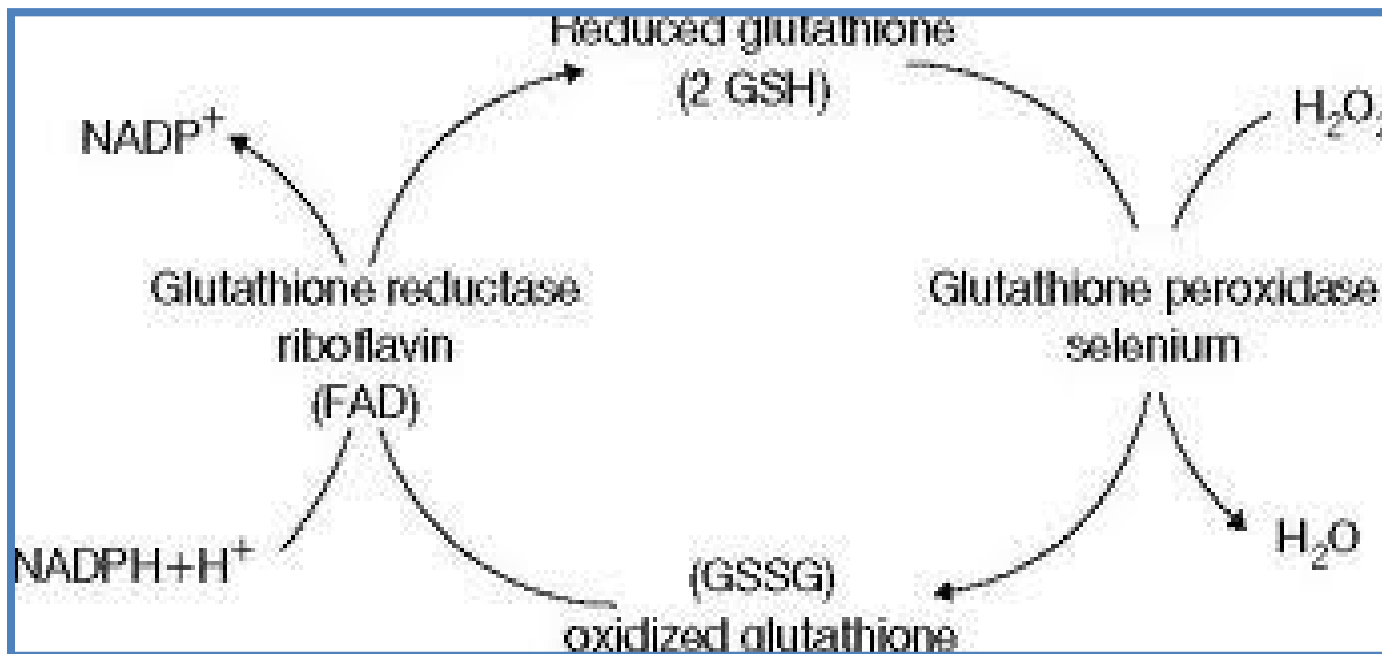 Reduced glutathione
(2 GSH)
NADP⁺
H₂O₂
Glutathione reductase
riboflavin
(FAD)
Glutathione peroxidase
selenium
NADPH+H⁺
(GSSG)
oxidized glutathione
H₂O